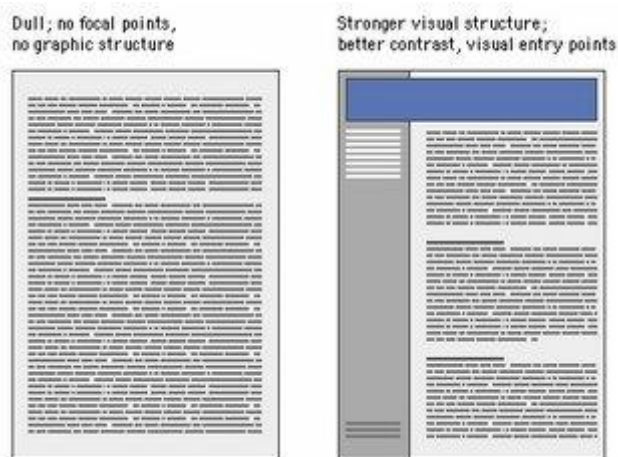 Dull; no focal points,
no graphic structure
Stronger visual structure;
better contrast, visual entry points